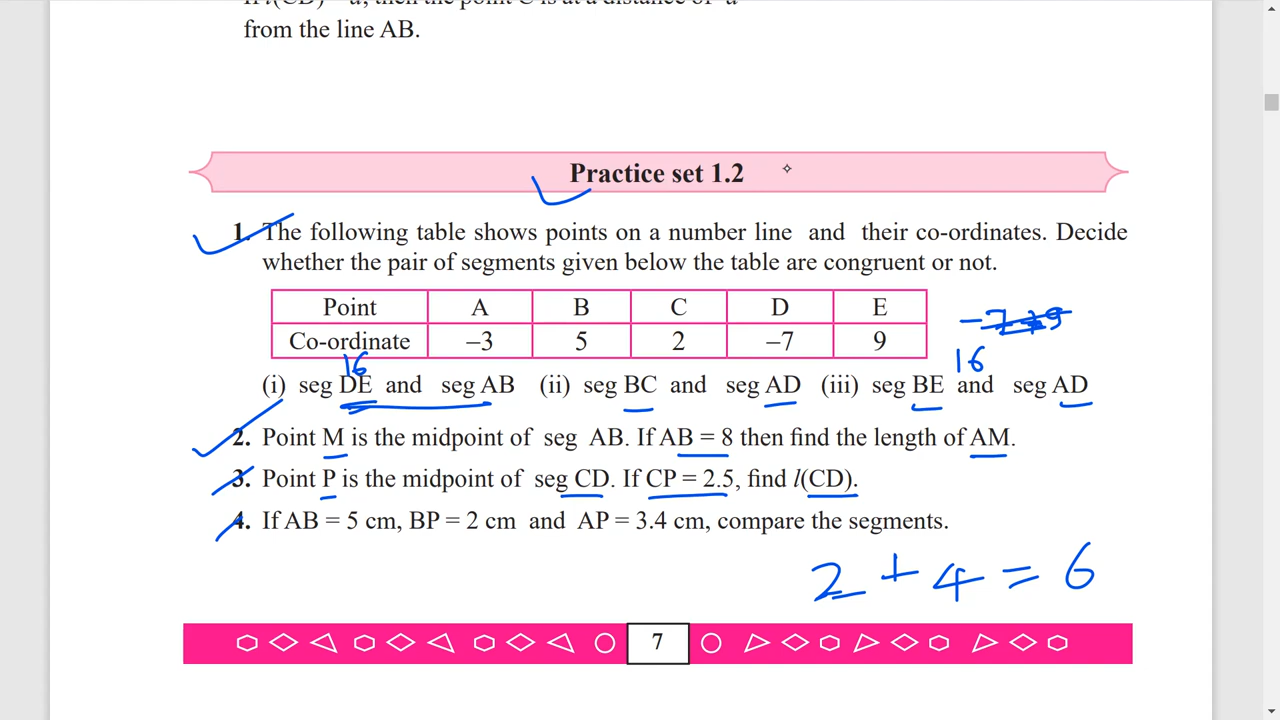 from the line AB.
Practice set 1.2
1. The following table shows points on a number line and their co-ordinates. Decide
whether the pair of segments given below the table are congruent or not.
Point A B C D E
Co-ordinate –3 5 2 –7 9
16
16
(i) seg DE and seg AB (ii) seg BC and seg AD (iii) seg BE and seg AD
2. Point M is the midpoint of seg AB. If AB = 8 then find the length of AM.
3. Point P is the midpoint of seg CD. If CP = 2.5, find l(CD).
4. If AB = 5 cm, BP = 2 cm and AP = 3.4 cm, compare the segments.
2 + 4 = 6
7